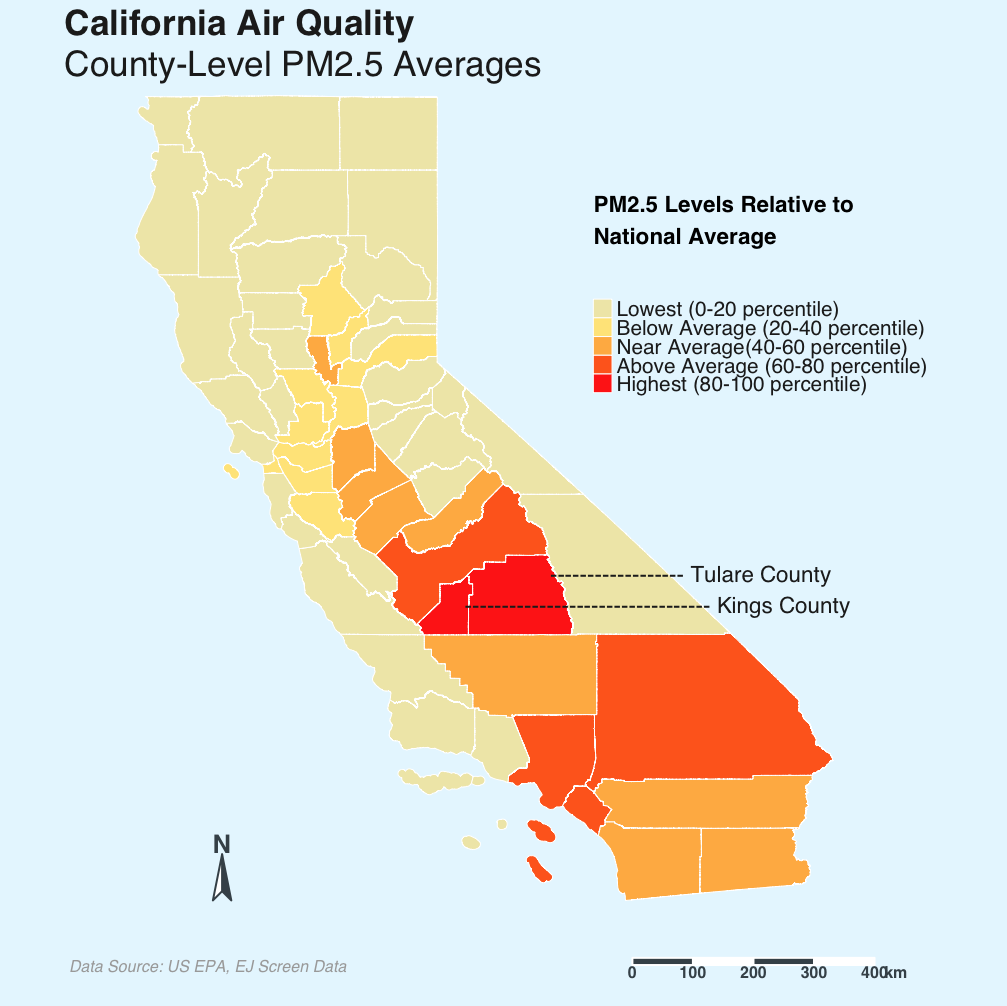 California Air Quality
County-Level PM2.5 Averages
PM2.5 Levels Relative to
National Average
Lowest (0-20 percentile)
Below Average (20-40 percentile)
Near Average(40-60 percentile)
Above Average (60-80 percentile)
Highest (80-100 percentile)
Tulare County
Kings County
N
Data Source: US EPA, EJ Screen Data
0 100 200 300 400km